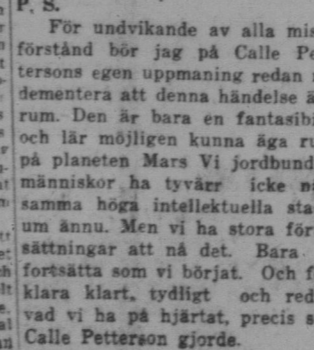 P. S.
För undvikande av alla mis
förstånd bör jag på Calle Pe
tersons egen uppmaning redan
dementera att denna händelse ä
rum. Den är bara en fantasibi
och lär möjligen kunna äga ru
på planeten Mars Vi jordbund
människor ha tyvärr icke n
samma höga intellektuella sta
um ännu. Men vi ha stora för
sättningar att nå det. Bara
fortsätta som vi börjat. Och f
klara klart, tydligt och red
vad vi ha på hjärtat, precis s
Calle Petterson gjorde.